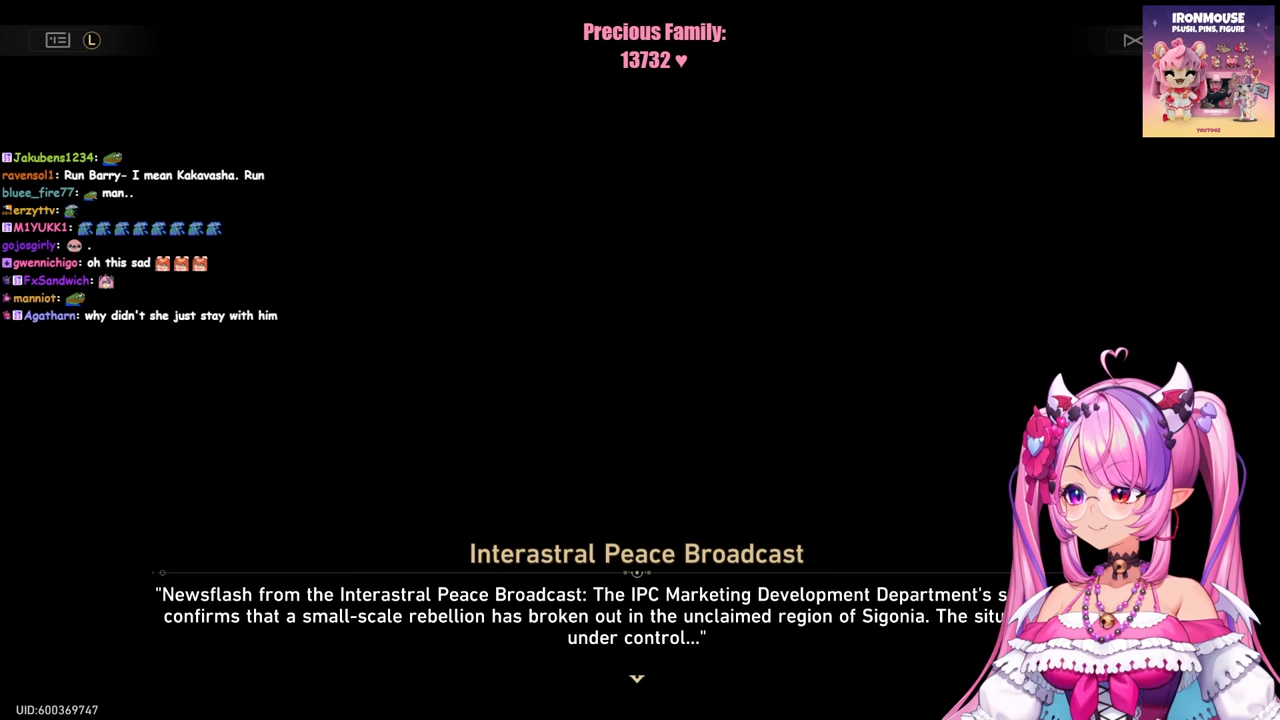 Precious Family:
13732 ♥
L
IRONMOUSE
PLUSH, PINS, FIGURE
YOUTOOZ
Jakubens1234:
ravensol1: Run Barry- I mean Kakavasha. Run
bluee_fire77: man..
erzyttv:
M1YUKK1:
gojosgirly: .
gwennichigo: oh this sad
FxSandwich:
manniot:
Agatharn: why didn't she just stay with him
Interastral Peace Broadcast
"Newsflash from the Interastral Peace Broadcast: The IPC Marketing Development Department's s
confirms that a small-scale rebellion has broken out in the unclaimed region of Sigonia. The situ
under control..."
UID:600369747